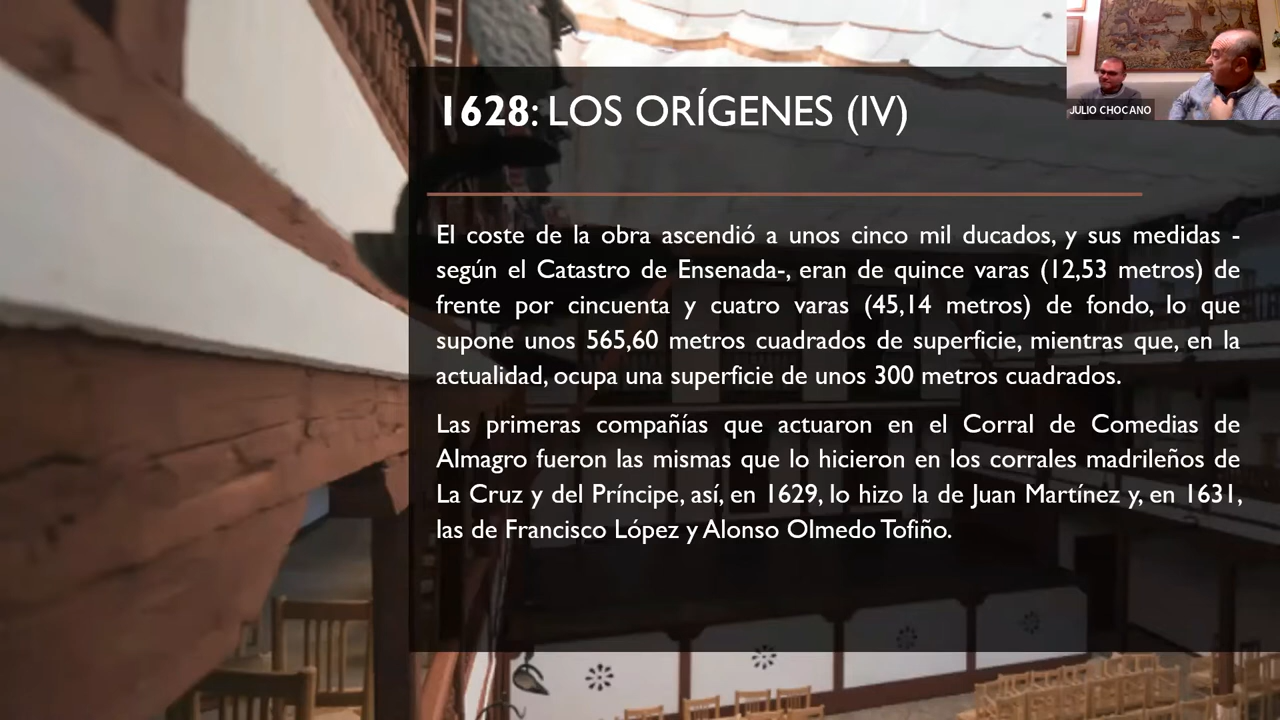 1628: LOS ORÍGENES (IV)
JULIO CHOCANO
El coste de la obra ascendió a unos cinco mil ducados, y sus medidas -
según el Catastro de Ensenada-, eran de quince varas (12,53 metros) de
frente por cincuenta y cuatro varas (45,14 metros) de fondo, lo que
supone unos 565,60 metros cuadrados de superficie, mientras que, en la
actualidad, ocupa una superficie de unos 300 metros cuadrados.
Las primeras compañías que actuaron en el Corral de Comedias de
Almagro fueron las mismas que lo hicieron en los corrales madrileños de
La Cruz y del Príncipe, así, en 1629, lo hizo la de Juan Martínez y, en 1631,
las de Francisco López y Alonso Olmedo Tofiño.